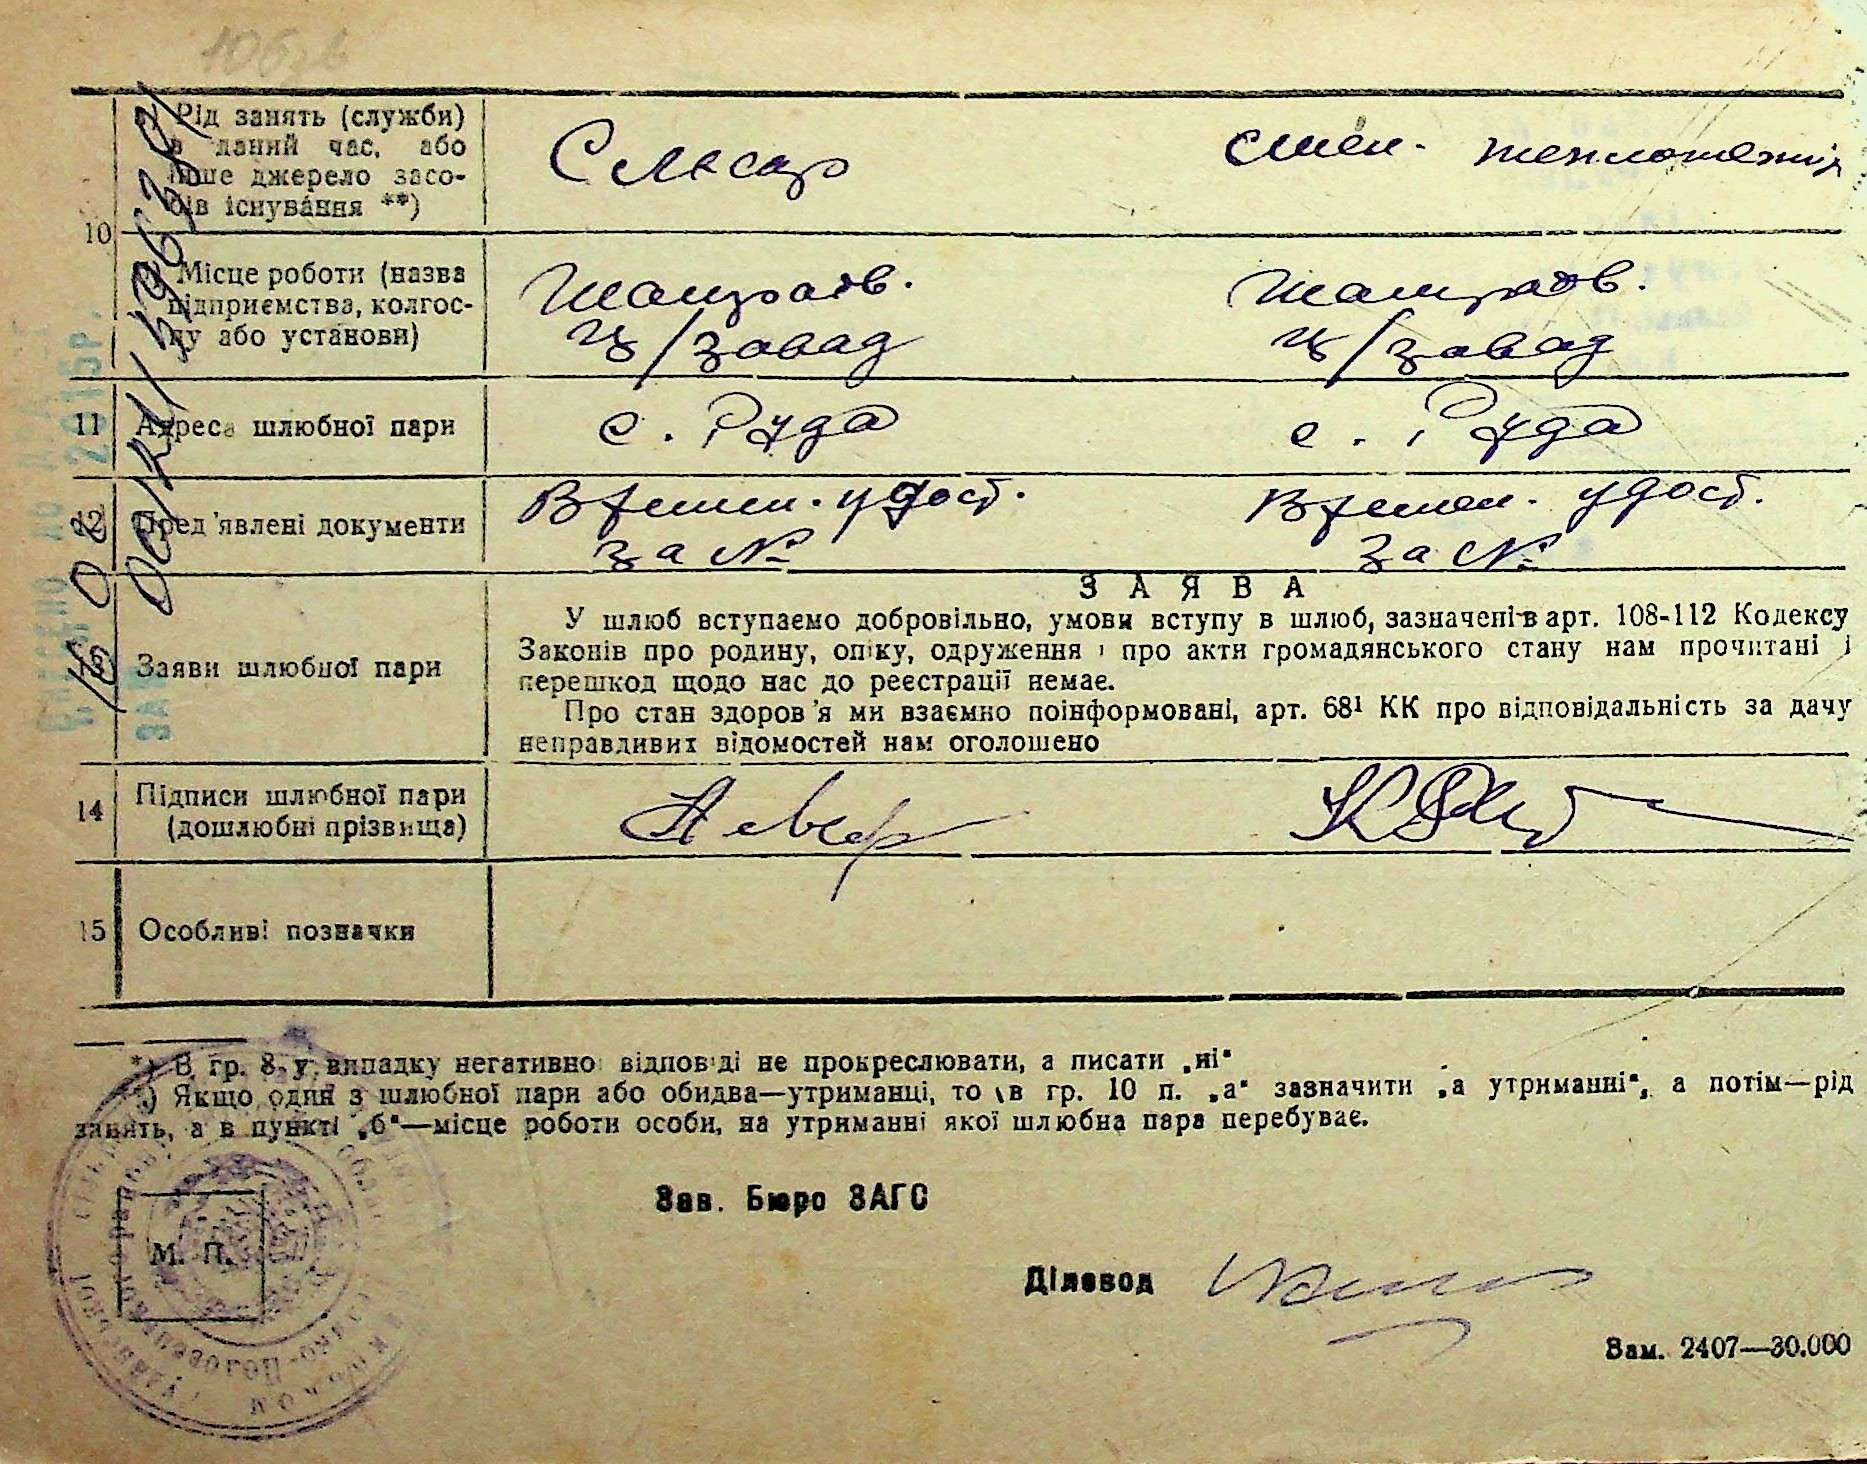 10бзв
Рід занять (служби)
в даний час, або
інше джерело засо-
бів існування **)
Слєсар
10
Місце роботи (назва
підприємства, колгос-
пу або установи)
ц/завод
ц/завод
11 Адреса шлюбної пари
с. Руда
с. Руда
12 Пред'явлені документи
Времен. удост.
за №
Времен. удост.
за №
Заяви шлюбної пари
ЗАЯВА
У шлюб вступаємо добровільно, умови вступу в шлюб, зазначені в арт. 108-112 Кодексу
Законів про родину, опіку, одруження і про акти громадянського стану нам прочитані і
перешкод щодо нас до реєстрації немає.
Про стан здоров'я ми взаємно поінформовані, арт. 68¹ КК про відповідальність за дачу
неправдивих відомостей нам оголошено
14 Підписи шлюбної пари
(дошлюбні прізвища)
15 Особливі позначки
*) В гр. 8 у випадку негативної відповіді не прокреслювати, а писати „ні“
) Якщо один з шлюбної пари або обидва—утриманці, то в гр. 10 п. „а“ зазначити „а утриманні“, а потім—рід
занять, а в пункті „б“—місце роботи особи, на утриманні якої шлюбна пара перебуває.
Зав. Бюро ЗАГС
М. П.
Діловод
Зам. 2407—30.000